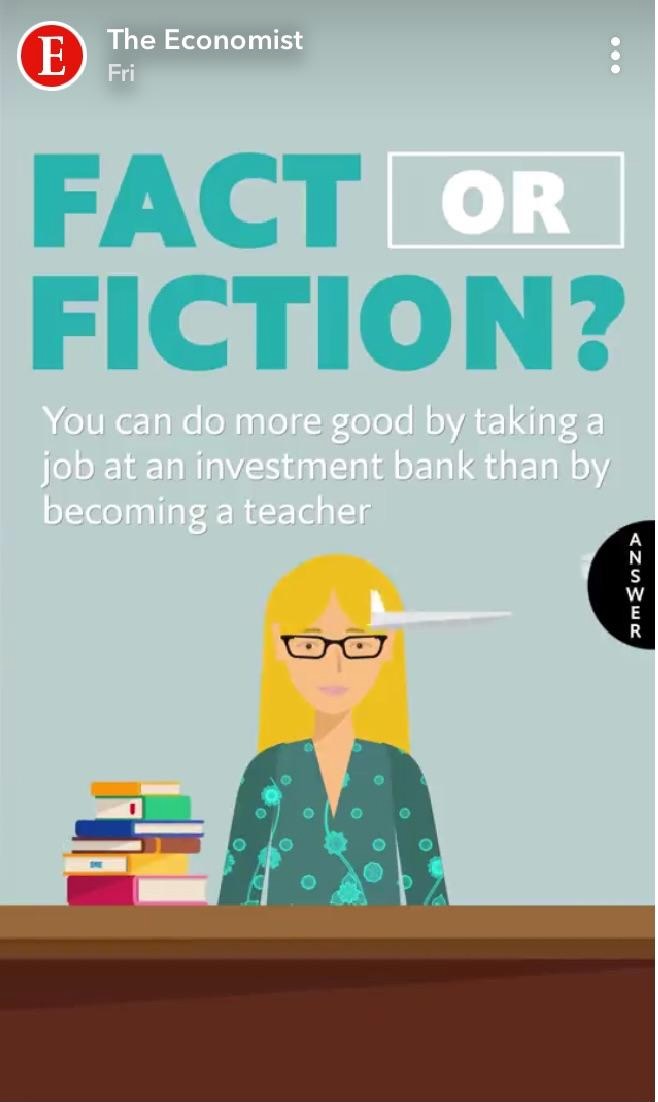 The Economist
Fri
FACT OR
FICTION?
You can do more good by taking a
job at an investment bank than by
becoming a teacher
ANSWER